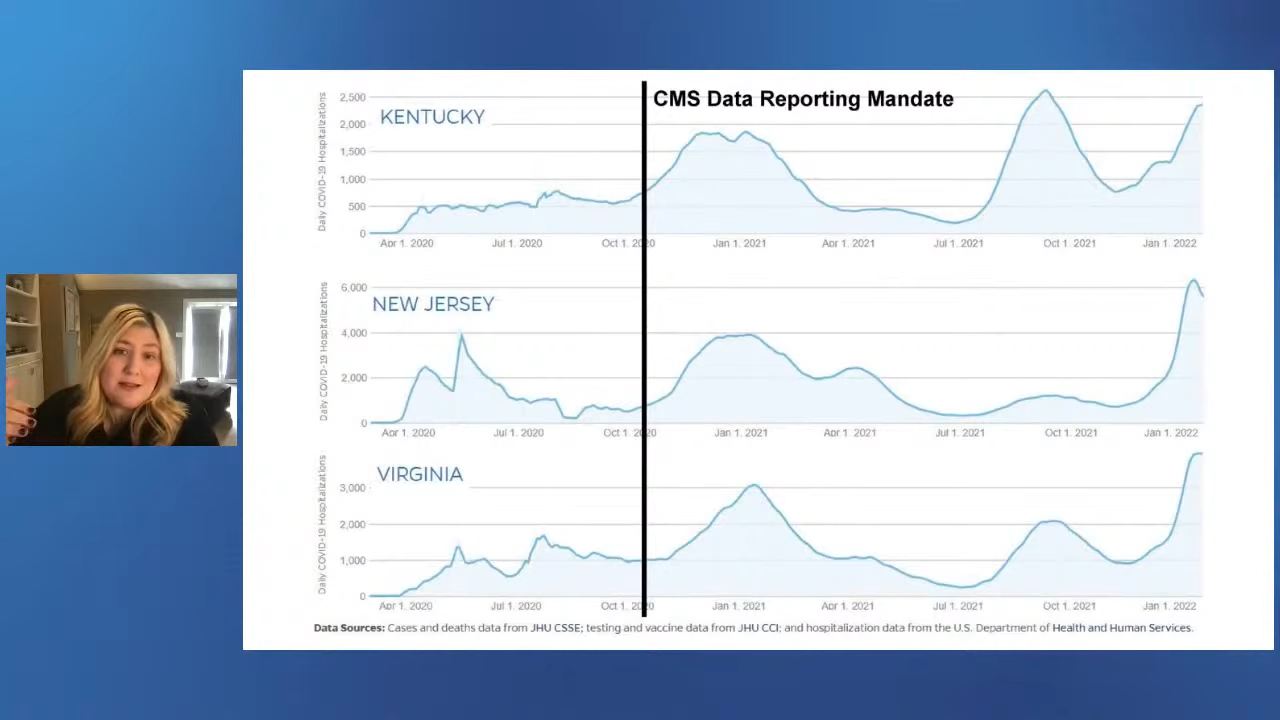 CMS Data Reporting Mandate
KENTUCKY
Daily COVID-19 Hospitalizations
2,500
2,000
1,500
1,000
500
0
Apr 1, 2020 Jul 1, 2020 Oct 1, 2020 Jan 1, 2021 Apr 1, 2021 Jul 1, 2021 Oct 1, 2021 Jan 1, 2022
NEW JERSEY
Daily COVID-19 Hospitalizations
6,000
4,000
2,000
0
Apr 1, 2020 Jul 1, 2020 Oct 1, 2020 Jan 1, 2021 Apr 1, 2021 Jul 1, 2021 Oct 1, 2021 Jan 1, 2022
VIRGINIA
Daily COVID-19 Hospitalizations
3,000
2,000
1,000
0
Apr 1, 2020 Jul 1, 2020 Oct 1, 2020 Jan 1, 2021 Apr 1, 2021 Jul 1, 2021 Oct 1, 2021 Jan 1, 2022
Data Sources: Cases and deaths data from JHU CSSE; testing and vaccine data from JHU CCI; and hospitalization data from the U.S. Department of Health and Human Services.